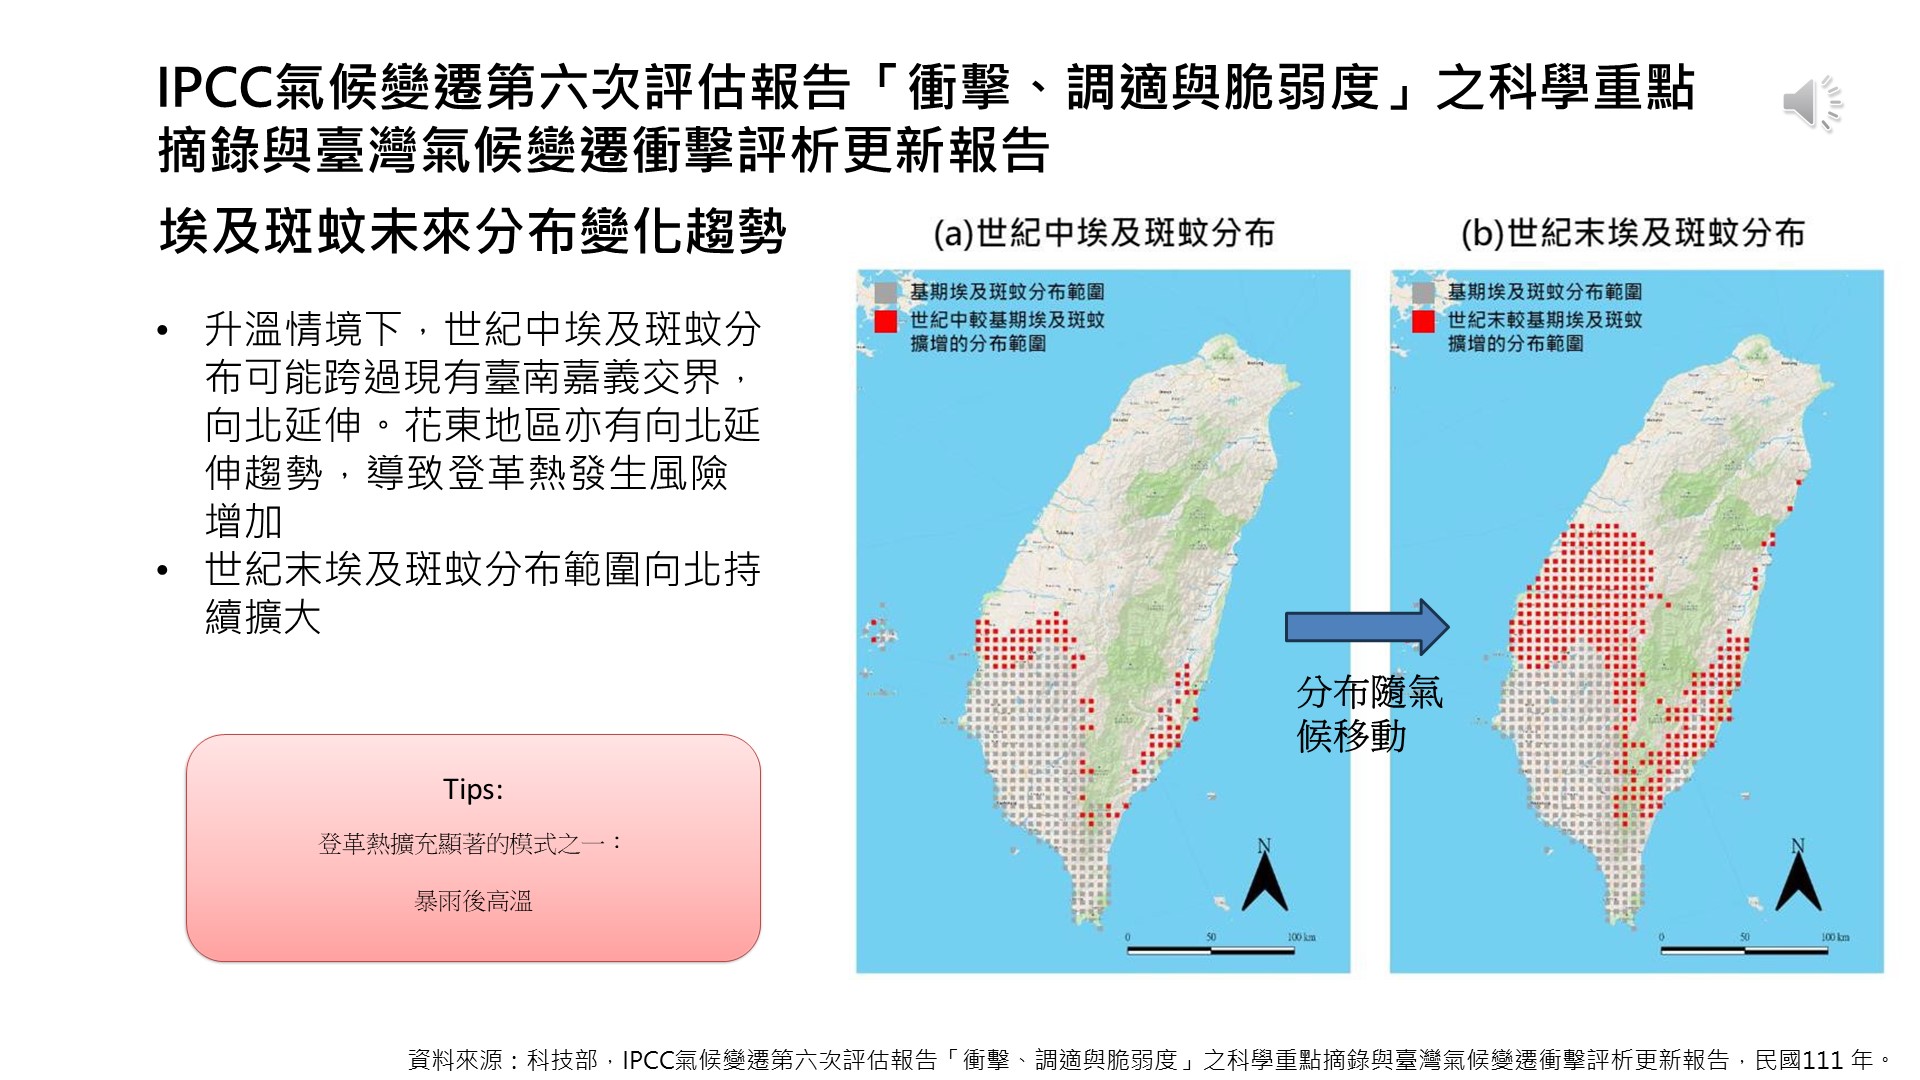 IPCC氣候變遷第六次評估報告「衝擊、調適與脆弱度」之科學重點
摘錄與臺灣氣候變遷衝擊評析更新報告
埃及斑蚊未來分布變化趨勢
• 升溫情境下，世紀中埃及斑蚊分
布可能跨過現有臺南嘉義交界，
向北延伸。花東地區亦有向北延
伸趨勢，導致登革熱發生風險
增加
• 世紀末埃及斑蚊分布範圍向北持
續擴大
Tips:
登革熱擴充顯著的模式之一：
暴雨後高溫
(a)世紀中埃及斑蚊分布
基期埃及斑蚊分布範圍
世紀中較基期埃及斑蚊
擴增的分布範圍
N
0 50 100 km
分布隨氣
候移動
(b)世紀末埃及斑蚊分布
基期埃及斑蚊分布範圍
世紀末較基期埃及斑蚊
擴增的分布範圍
N
0 50 100 km
資料來源：科技部，IPCC氣候變遷第六次評估報告「衝擊、調適與脆弱度」之科學重點摘錄與臺灣氣候變遷衝擊評析更新報告，民國111 年。